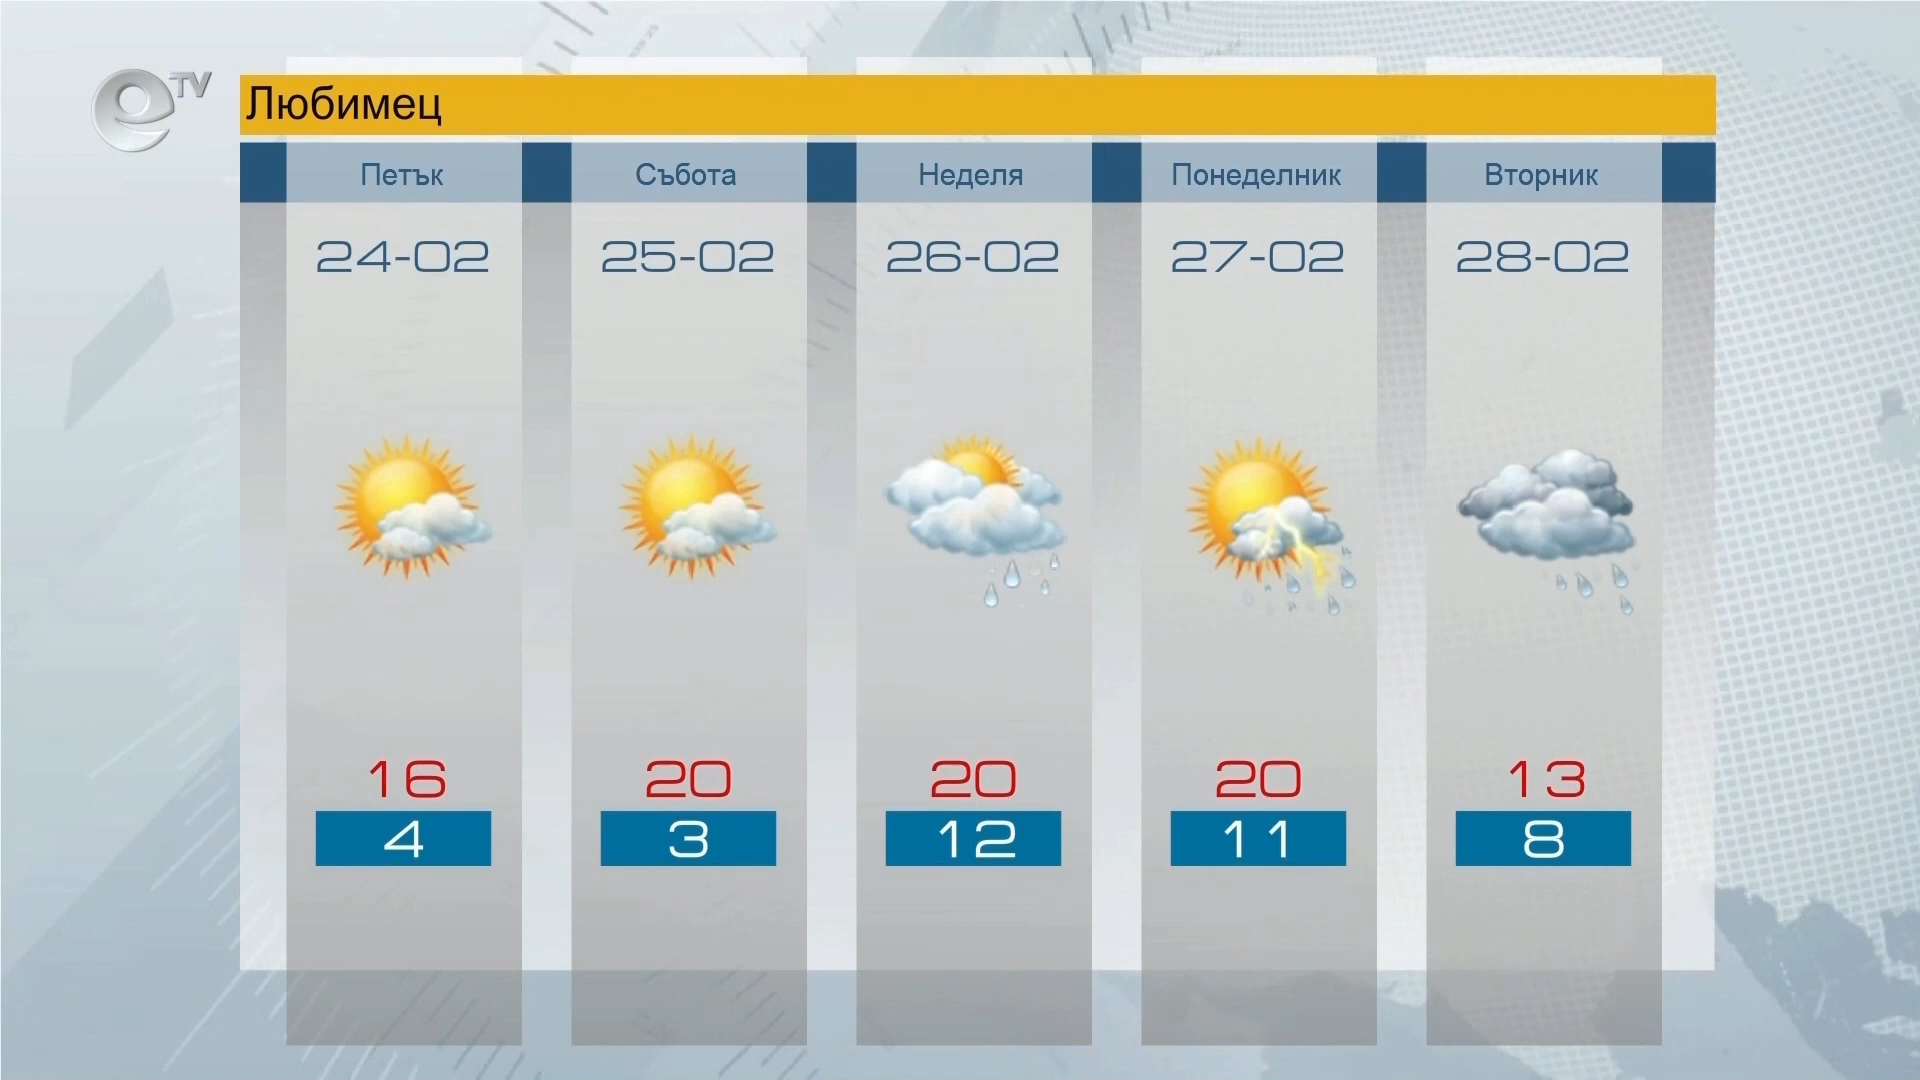 eTV
Любимец
Петък Събота Неделя Понеделник Вторник
24-02 25-02 26-02 27-02 28-02
16 20 20 20 13
4 3 12 11 8